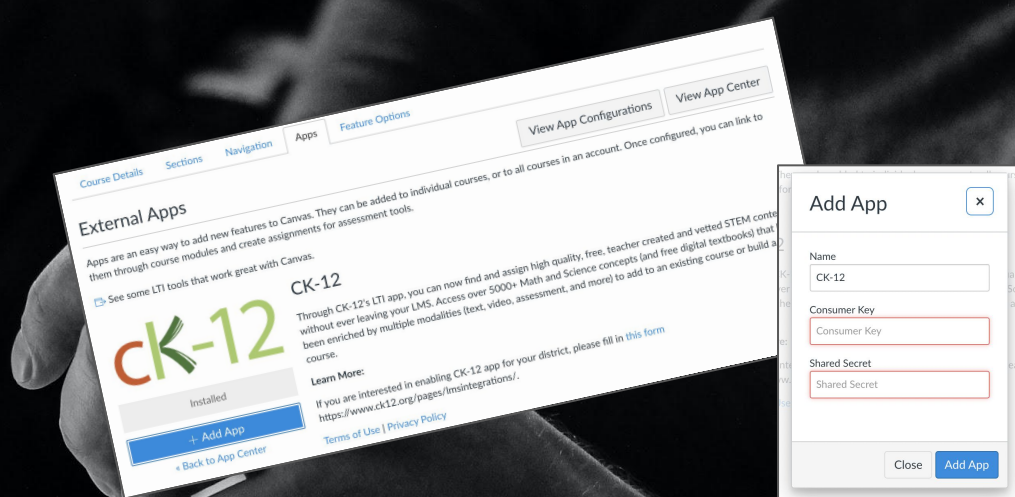 Course Details
Sections
Navigation
Apps
Feature Options
External Apps
View App Configurations
View App Center
Apps are an easy way to add new features to Canvas. They can be added to individual courses, or to all courses in an account. Once configured, you can link to
them through course modules and create assignments for assessment tools.
See some LTI tools that work great with Canvas.
cK-12
Installed
+ Add App
« Back to App Center
CK-12
Through CK-12's LTI app, you can now find and assign high quality, free, teacher created and vetted STEM conte
without ever leaving your LMS. Access over 5000+ Math and Science concepts (and free digital textbooks) that
been enriched by multiple modalities (text, video, assessment, and more) to add to an existing course or build a
course.
Learn More:
If you are interested in enabling CK-12 app for your district, please fill in this form
https://www.ck12.org/pages/lmsintegrations/.
Terms of Use | Privacy Policy
Add App
×
Name
CK-12
Consumer Key
Consumer Key
Shared Secret
Shared Secret
Close
Add App